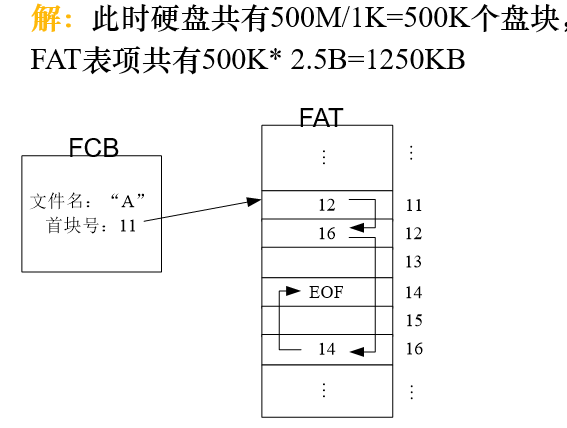 解：此时硬盘共有500M/1K=500K个盘块，
FAT表项共有500K* 2.5B=1250KB
FAT
FCB
⋮ ⋮
文件名：“A”
首块号：11
12 11
16 12
13
EOF 14
15
14 16
⋮ ⋮